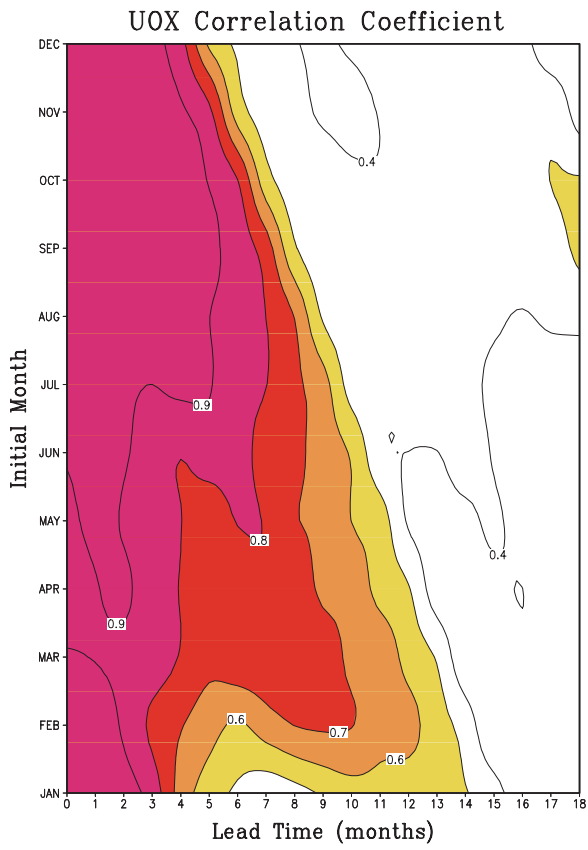 UOX Correlation Coefficient
DEC
NOV
0.4
OCT
SEP
AUG
JUL
0.9
JUN
MAY
0.8
0.4
APR
0.9
MAR
FEB
0.6
0.7
0.6
JAN
0 1 2 3 4 5 6 7 8 9 10 11 12 13 14 15 16 17 18
Initial Month
Lead Time (months)